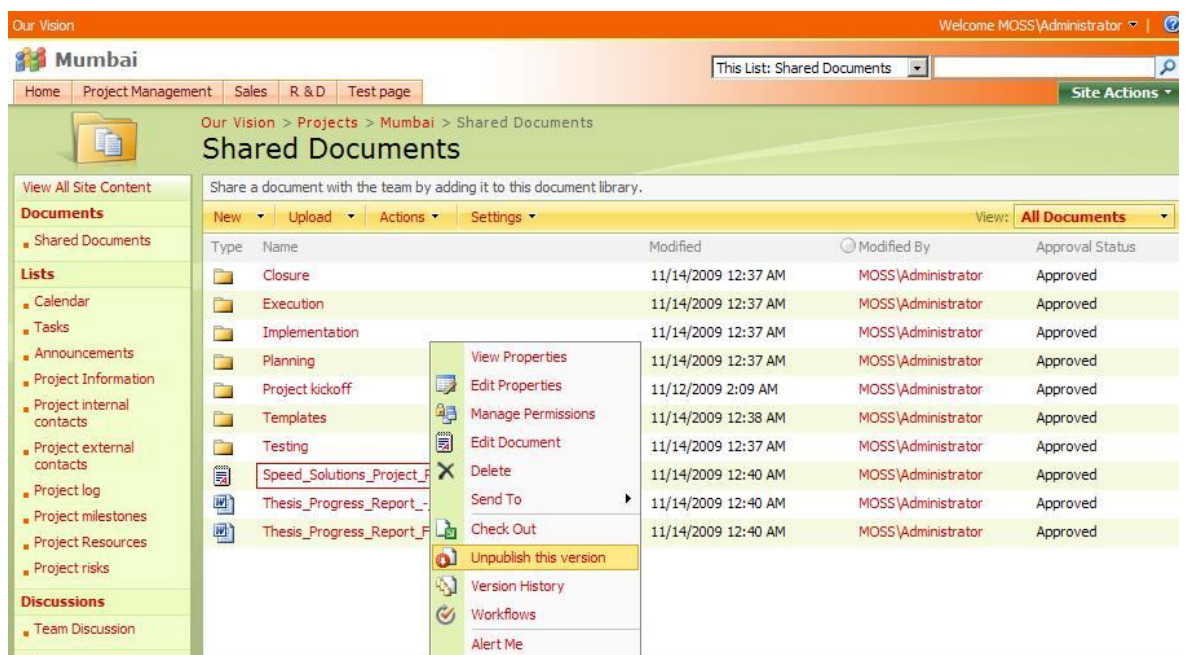 Our Vision
Welcome MOSS\Administrator
Mumbai
This List: Shared Documents
Home Project Management Sales R & D Test page
Site Actions
Our Vision > Projects > Mumbai > Shared Documents
Shared Documents
View All Site Content
Share a document with the team by adding it to this document library.
Documents
Shared Documents
Lists
Calendar
Tasks
Announcements
Project Information
Project internal
contacts
Project external
contacts
Project log
Project milestones
Project Resources
Project risks
Discussions
Team Discussion
New Upload Actions Settings View: All Documents
Type Name Modified Modified By Approval Status
Closure 11/14/2009 12:37 AM MOSS\Administrator Approved
Execution 11/14/2009 12:37 AM MOSS\Administrator Approved
Implementation 11/14/2009 12:37 AM MOSS\Administrator Approved
Planning 11/14/2009 12:37 AM MOSS\Administrator Approved
Project kickoff 11/12/2009 2:09 AM MOSS\Administrator Approved
Templates 11/14/2009 12:38 AM MOSS\Administrator Approved
Testing 11/14/2009 12:37 AM MOSS\Administrator Approved
Speed_Solutions_Project_ 11/14/2009 12:40 AM MOSS\Administrator Approved
Thesis_Progress_Report_- 11/14/2009 12:40 AM MOSS\Administrator Approved
Thesis_Progress_Report_F 11/14/2009 12:40 AM MOSS\Administrator Approved
View Properties
Edit Properties
Manage Permissions
Edit Document
Delete
Send To
Check Out
Unpublish this version
Version History
Workflows
Alert Me